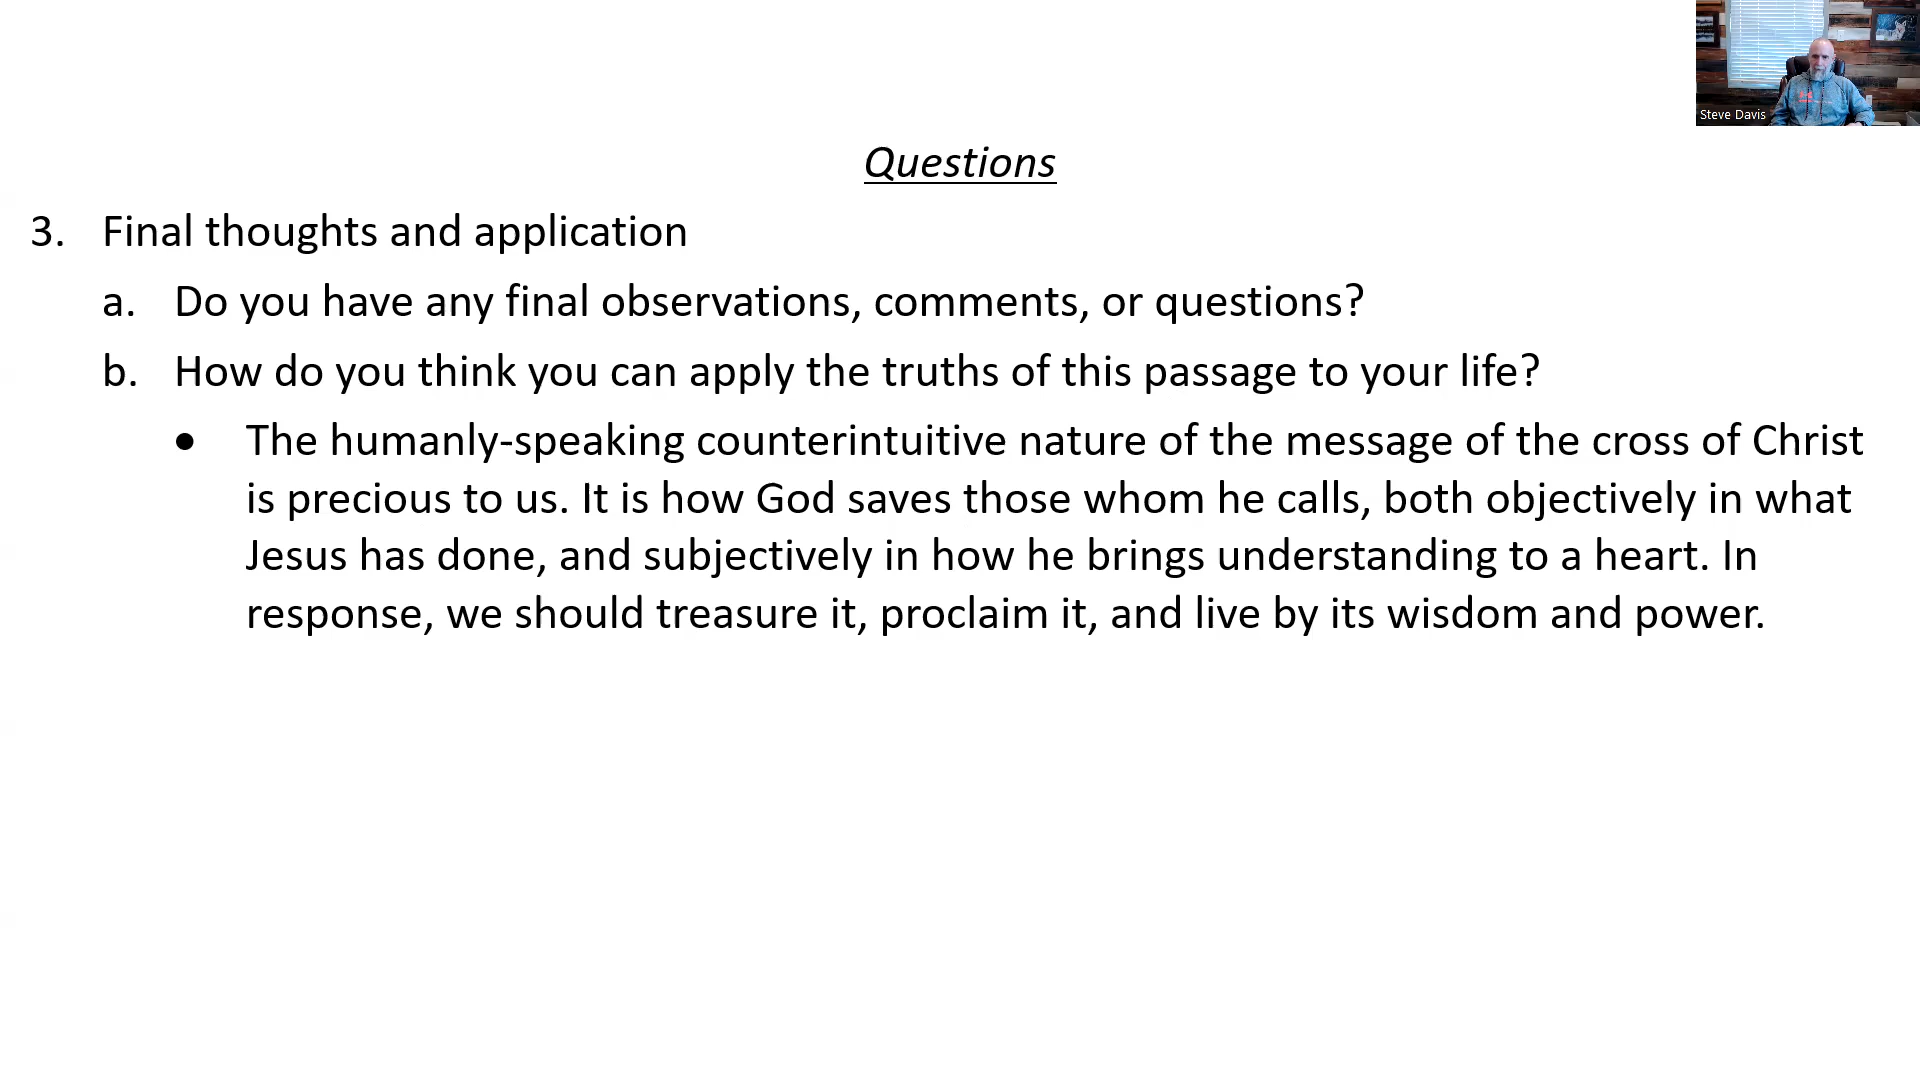 Steve Davis
Questions
3. Final thoughts and application
a. Do you have any final observations, comments, or questions?
b. How do you think you can apply the truths of this passage to your life?
● The humanly-speaking counterintuitive nature of the message of the cross of Christ
is precious to us. It is how God saves those whom he calls, both objectively in what
Jesus has done, and subjectively in how he brings understanding to a heart. In
response, we should treasure it, proclaim it, and live by its wisdom and power.